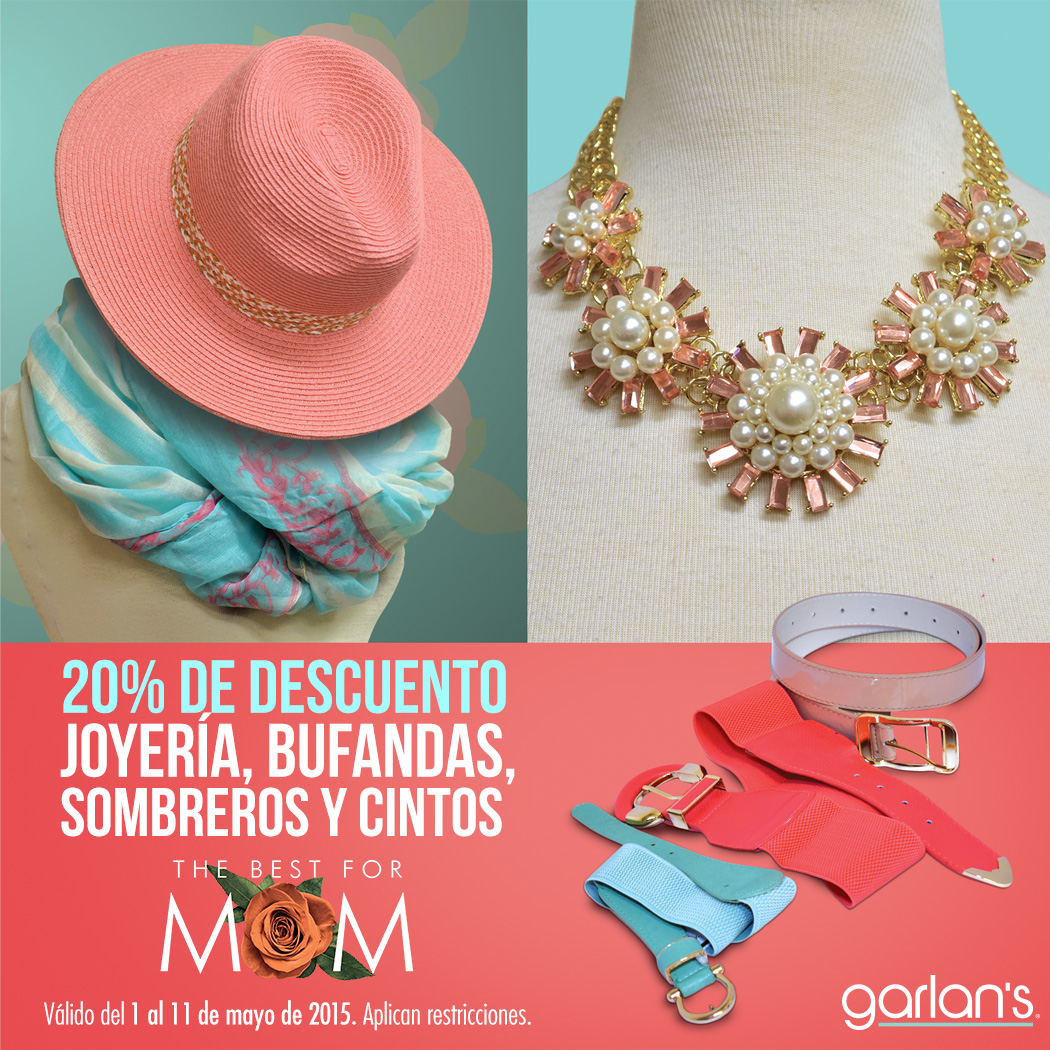 20% DE DESCUENTO
JOYERÍA, BUFANDAS,
SOMBREROS Y CINTOS
THE BEST FOR
MOM
Válido del 1 al 11 de mayo de 2015. Aplican restricciones.
garlan's®